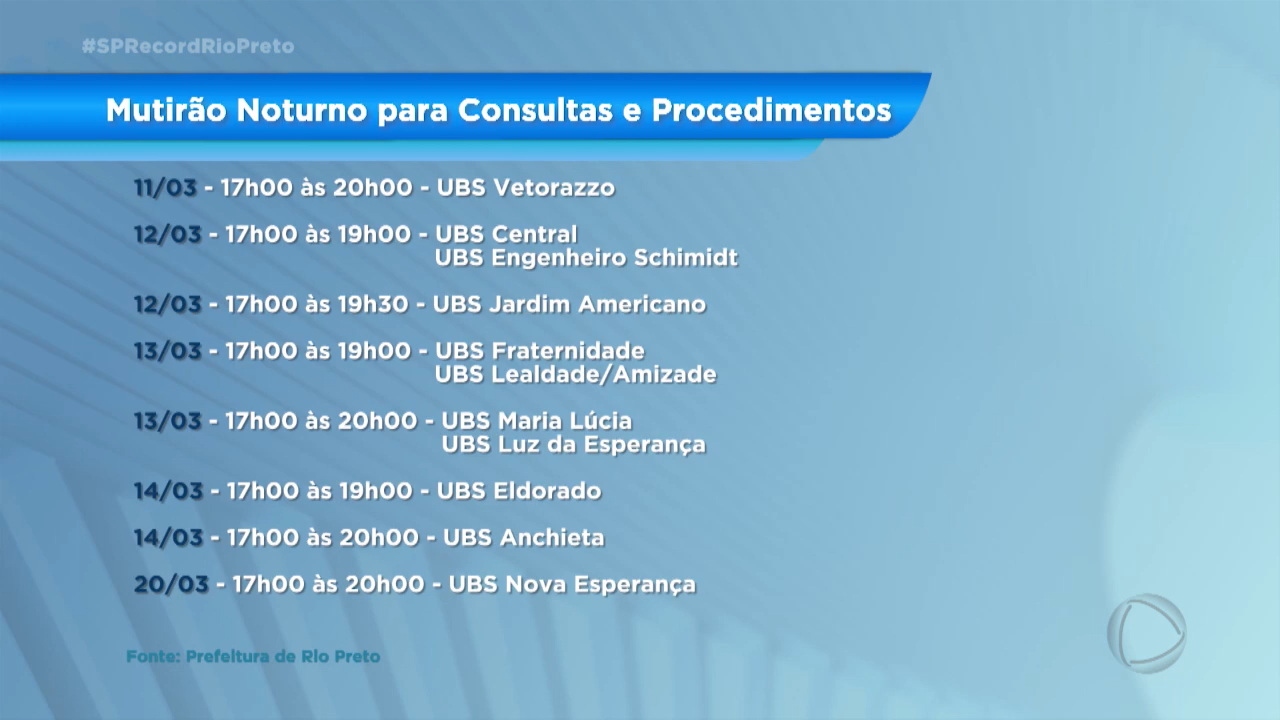 #SPRecordRioPreto
Mutirão Noturno para Consultas e Procedimentos
11/03 - 17h00 às 20h00 - UBS Vetorazzo
12/03 - 17h00 às 19h00 - UBS Central
UBS Engenheiro Schimidt
12/03 - 17h00 às 19h30 - UBS Jardim Americano
13/03 - 17h00 às 19h00 - UBS Fraternidade
UBS Lealdade/Amizade
13/03 - 17h00 às 20h00 - UBS Maria Lúcia
UBS Luz da Esperança
14/03 - 17h00 às 19h00 - UBS Eldorado
14/03 - 17h00 às 20h00 - UBS Anchieta
20/03 - 17h00 às 20h00 - UBS Nova Esperança
Fonte: Prefeitura de Rio Preto